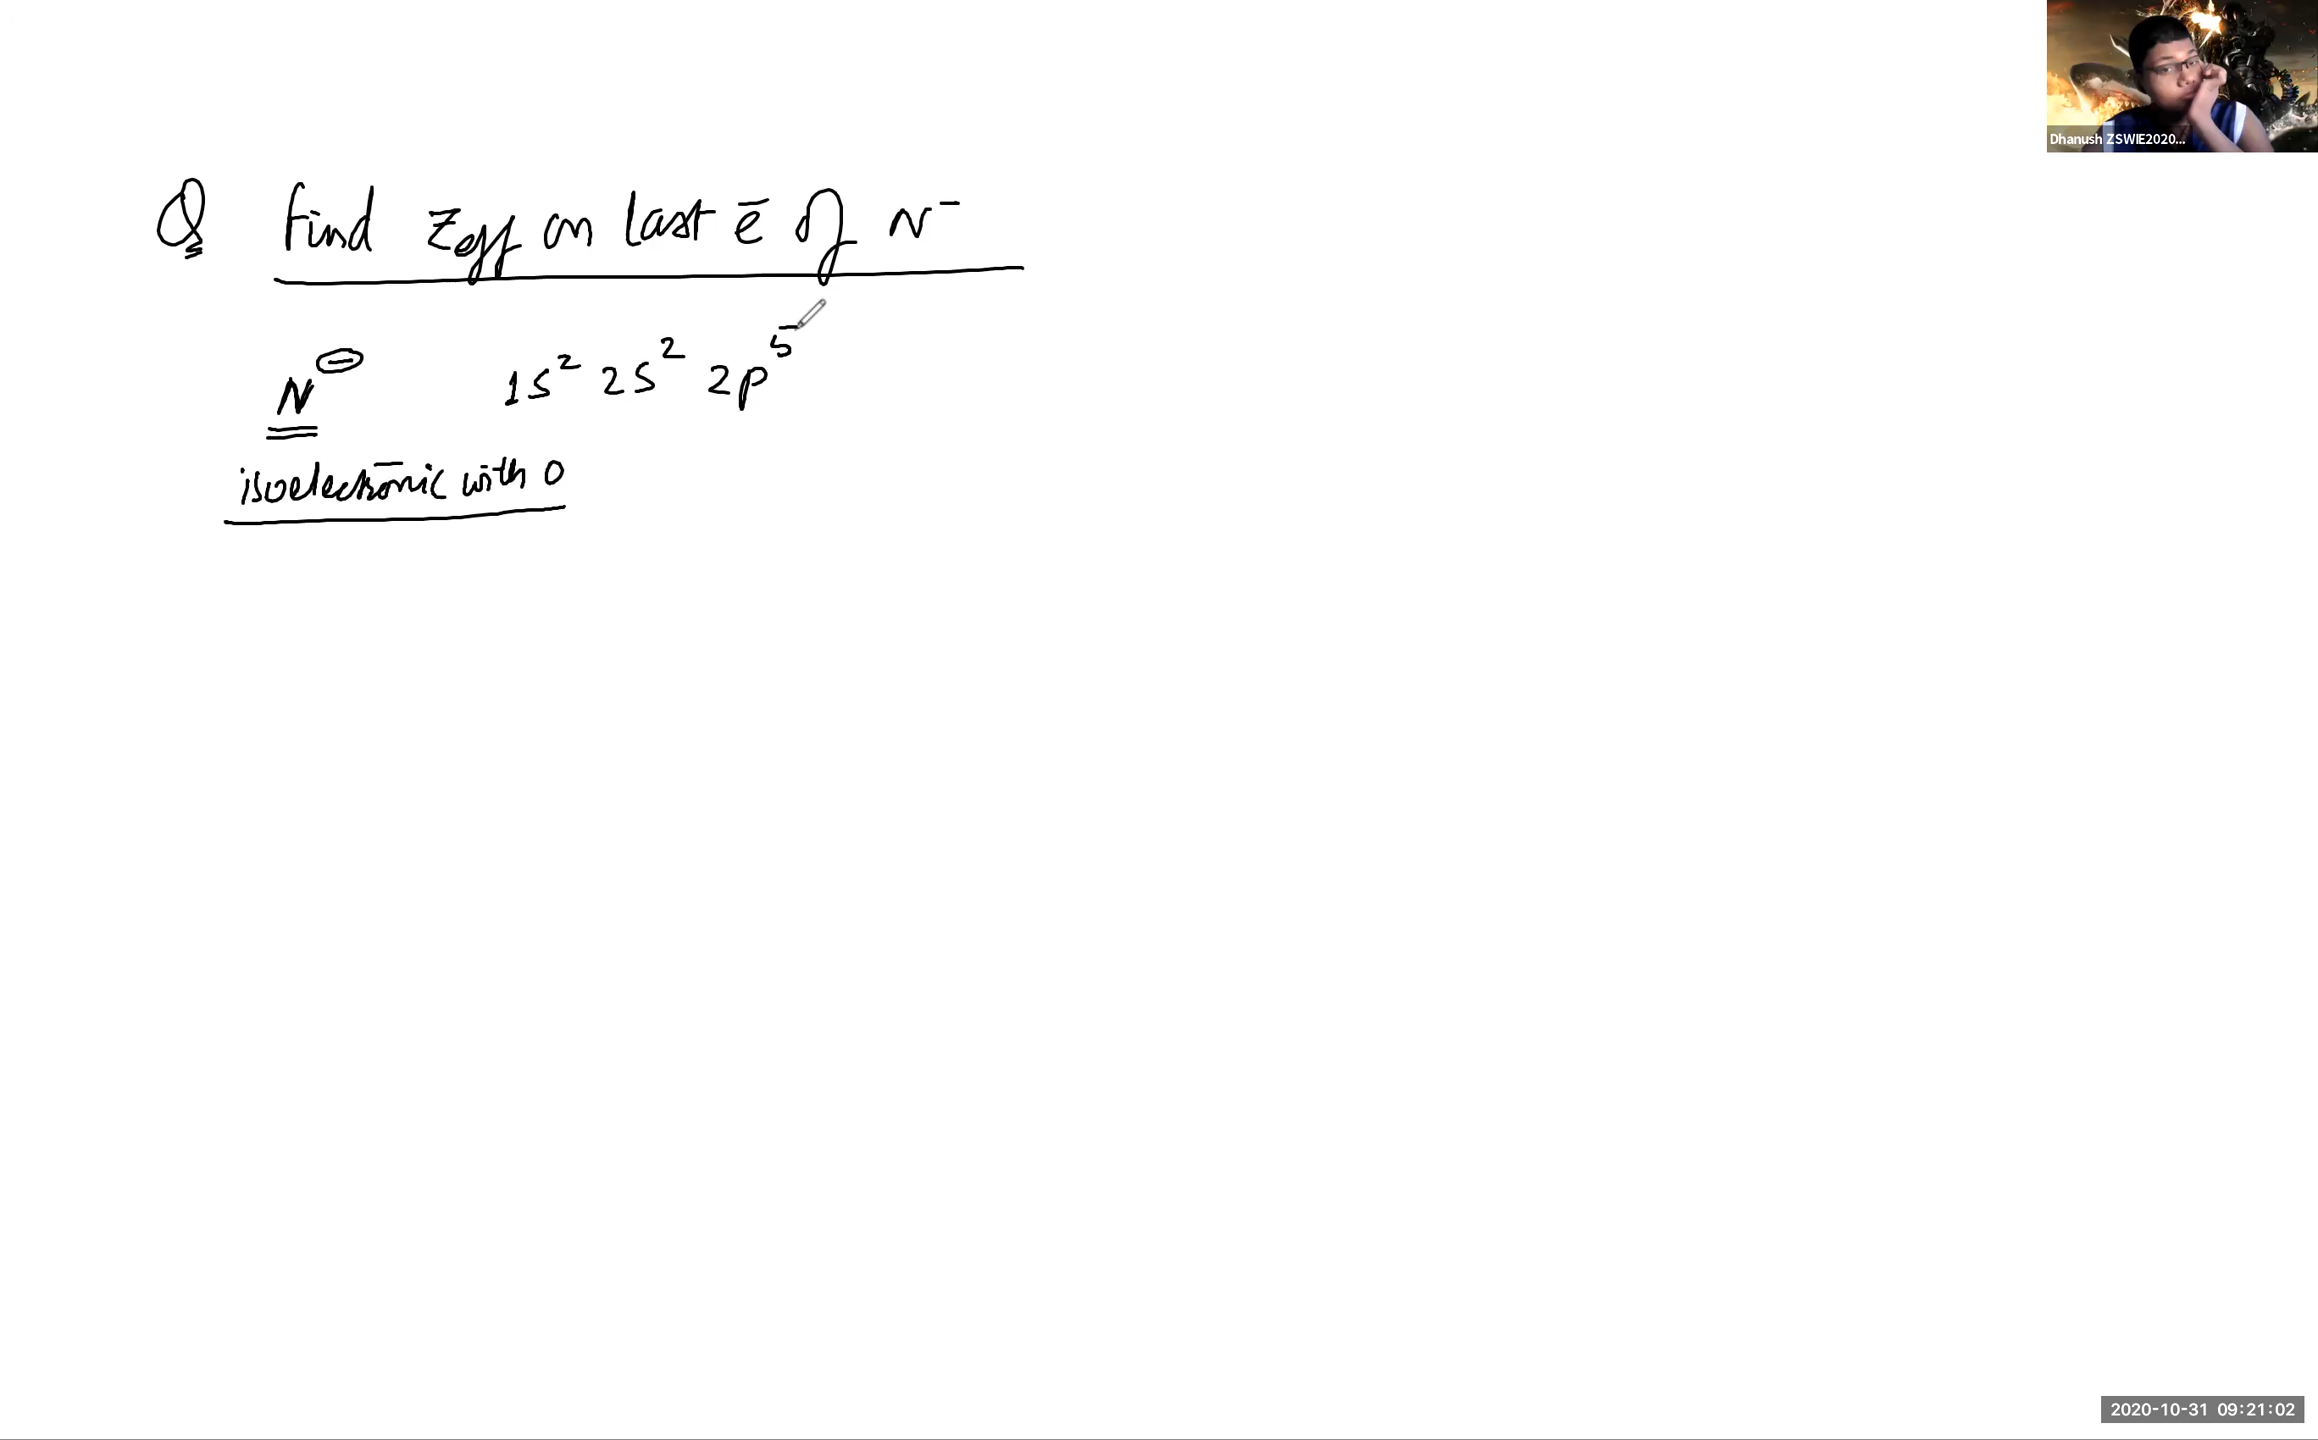 Q Find Zeff on last e̅ of N⁻
N⊖ 1s² 2s² 2p⁵
isoelectronic with O
Dhanush ZSWIE2020...
2020-10-31 09:21:02